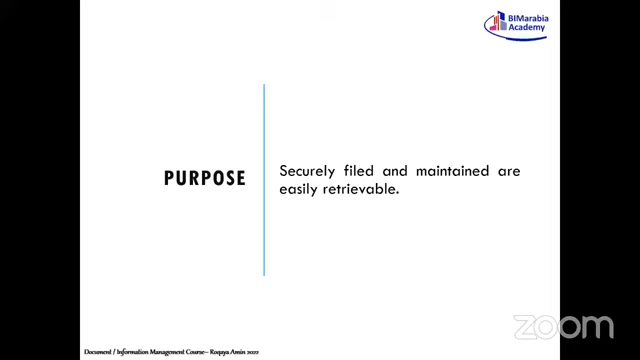 BIMarabia
Academy
PURPOSE
Securely filed and maintained are
easily retrievable.
Document / Information Management Course– Roqaya Amin 2022
zoom